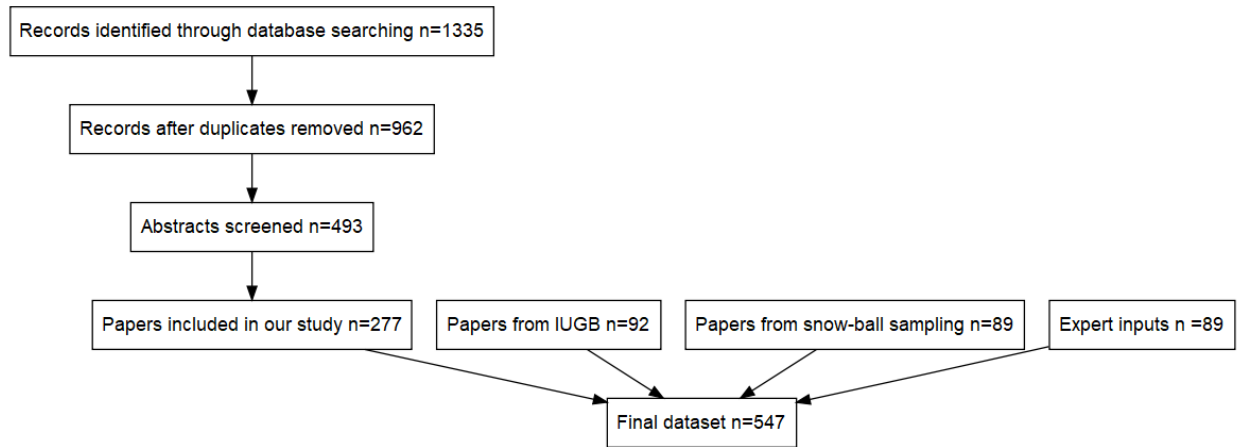 Records identified through database searching n=1335
Records after duplicates removed n=962
Abstracts screened n=493
Papers included in our study n=277
Papers from IUGB n=92
Papers from snow-ball sampling n=89
Expert inputs n =89
Final dataset n=547